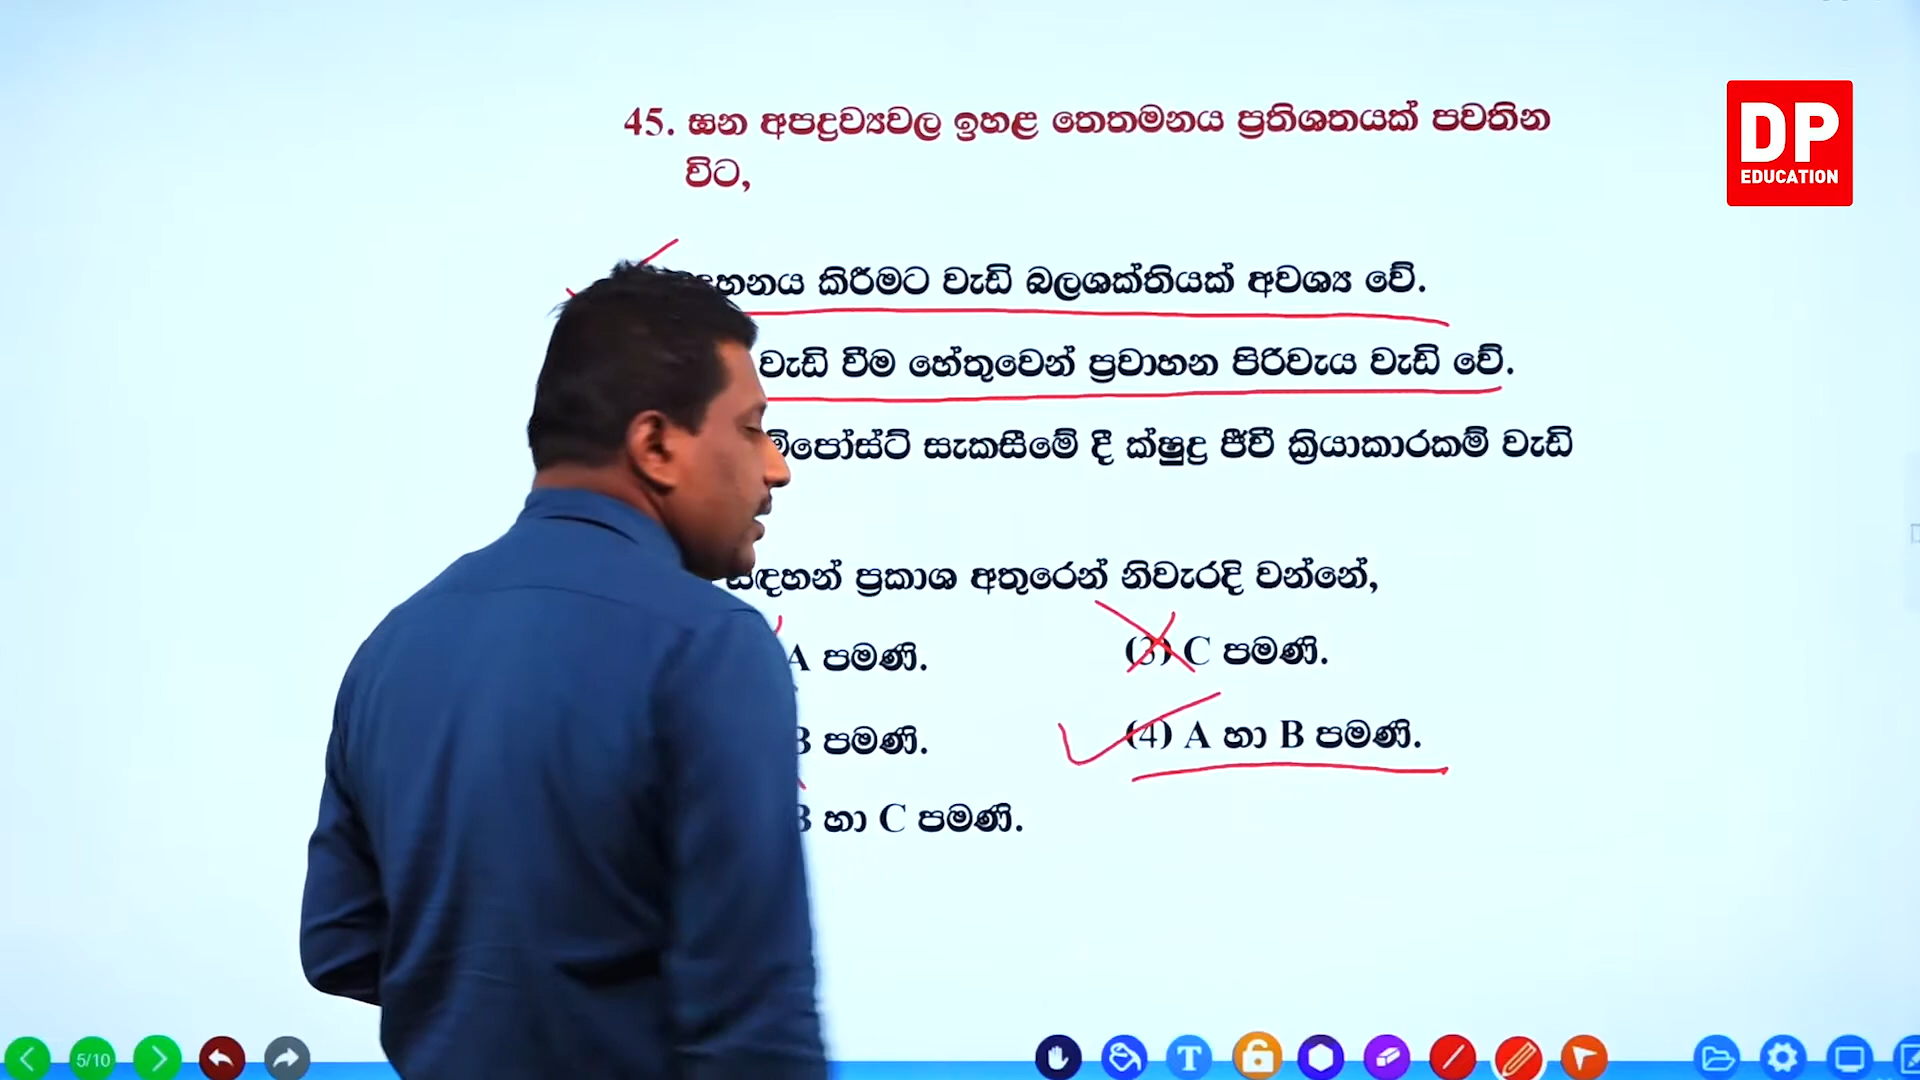 45. ඝන අපද්‍රව්‍යවල ඉහළ තෙතමනය ප්‍රතිශතයක් පවතින
විට,
කිරීමට වැඩි බලශක්තියක් අවශ්‍ය වේ.
වැඩි වීම හේතුවෙන් ප්‍රවාහන පිරිවැය වැඩි වේ.
සැකසීමේ දී ක්ෂුද්‍ර ජීවී ක්‍රියාකාරකම් වැඩි
සඳහන් ප්‍රකාශ අතුරෙන් නිවැරදි වන්නේ,
A පමණි.
(3) C පමණි.
B පමණි.
(4) A හා B පමණි.
B හා C පමණි.
DP
EDUCATION
5/10
T